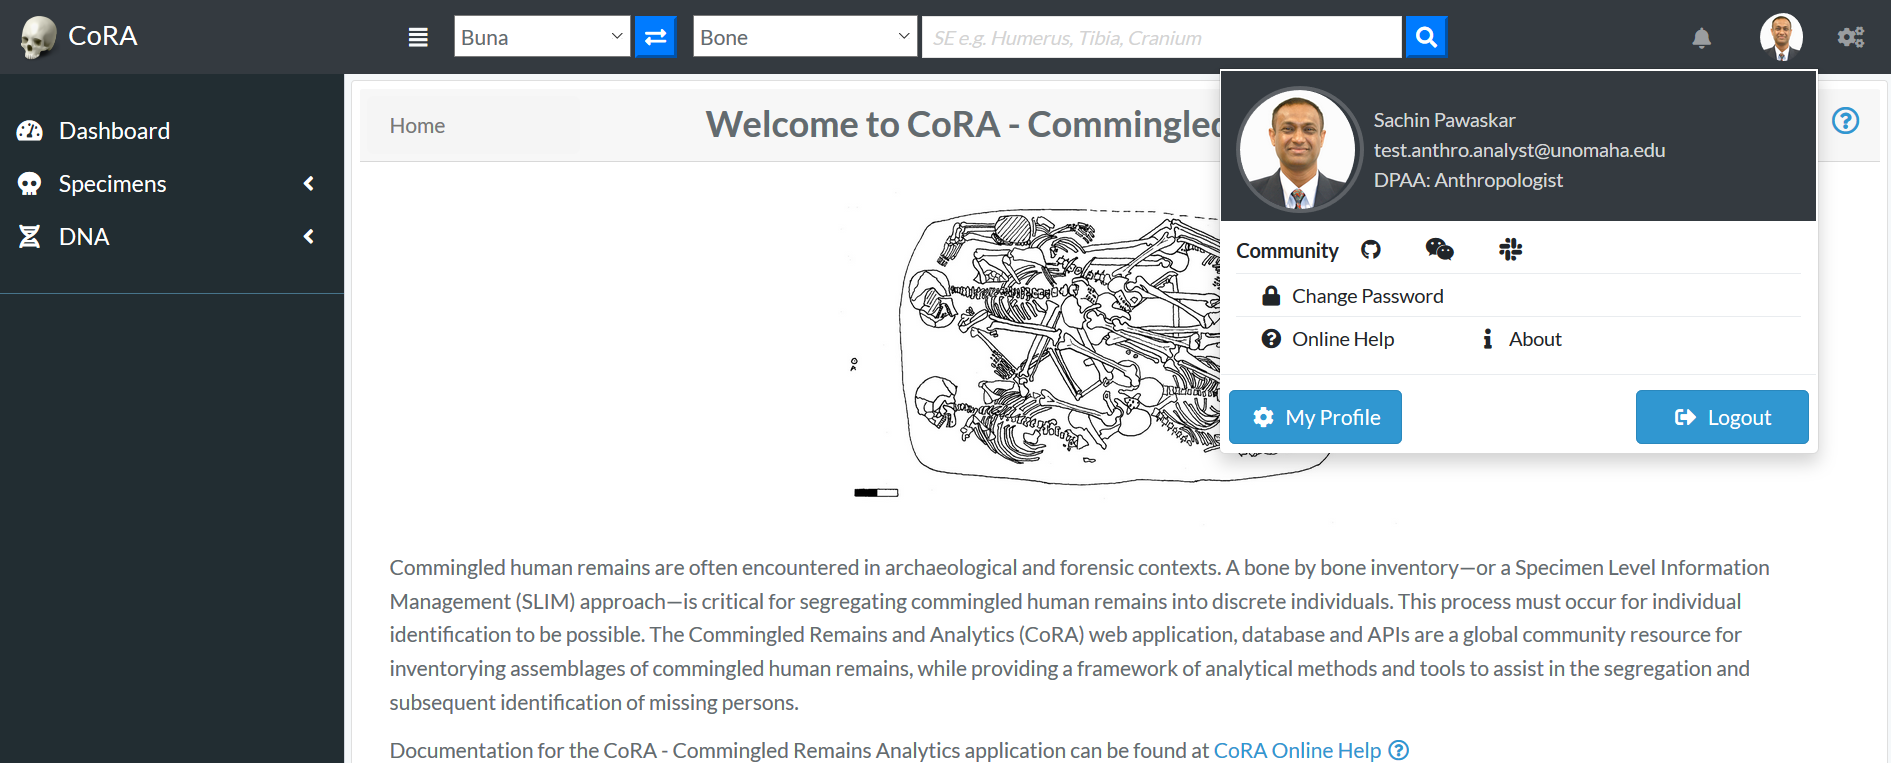 CoRA
Buna
Bone
SE e.g. Humerus, Tibia, Cranium
Dashboard
Specimens
DNA
Home
Welcome to CoRA - Commingled
Sachin Pawaskar
test.anthro.analyst@unomaha.edu
DPAA: Anthropologist
Community
Change Password
Online Help
About
My Profile
Logout
Commingled human remains are often encountered in archaeological and forensic contexts. A bone by bone inventory—or a Specimen Level Information
Management (SLIM) approach—is critical for segregating commingled human remains into discrete individuals. This process must occur for individual
identification to be possible. The Commingled Remains and Analytics (CoRA) web application, database and APIs are a global community resource for
inventorying assemblages of commingled human remains, while providing a framework of analytical methods and tools to assist in the segregation and
subsequent identification of missing persons.
Documentation for the CoRA - Commingled Remains Analytics application can be found at CoRA Online Help